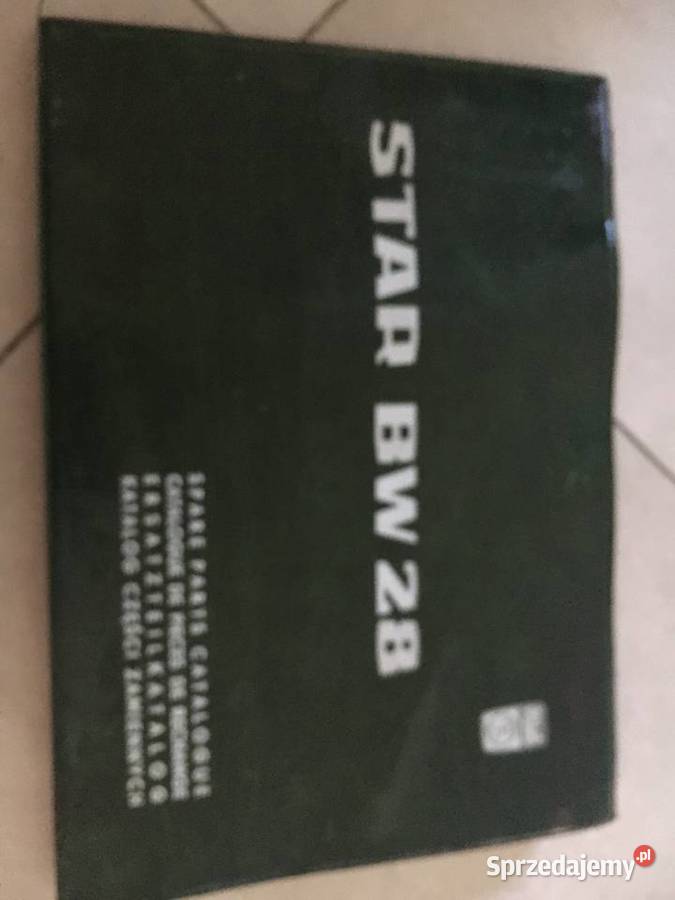 STAR BW 28
SPARE PARTS CATALOGUE
CATALOGUE DE PIECES DE RECHANGE
ERSATZTEILKATALOG
KATALOG CZĘŚCI ZAMIENNYCH
Sprzedajemy.pl